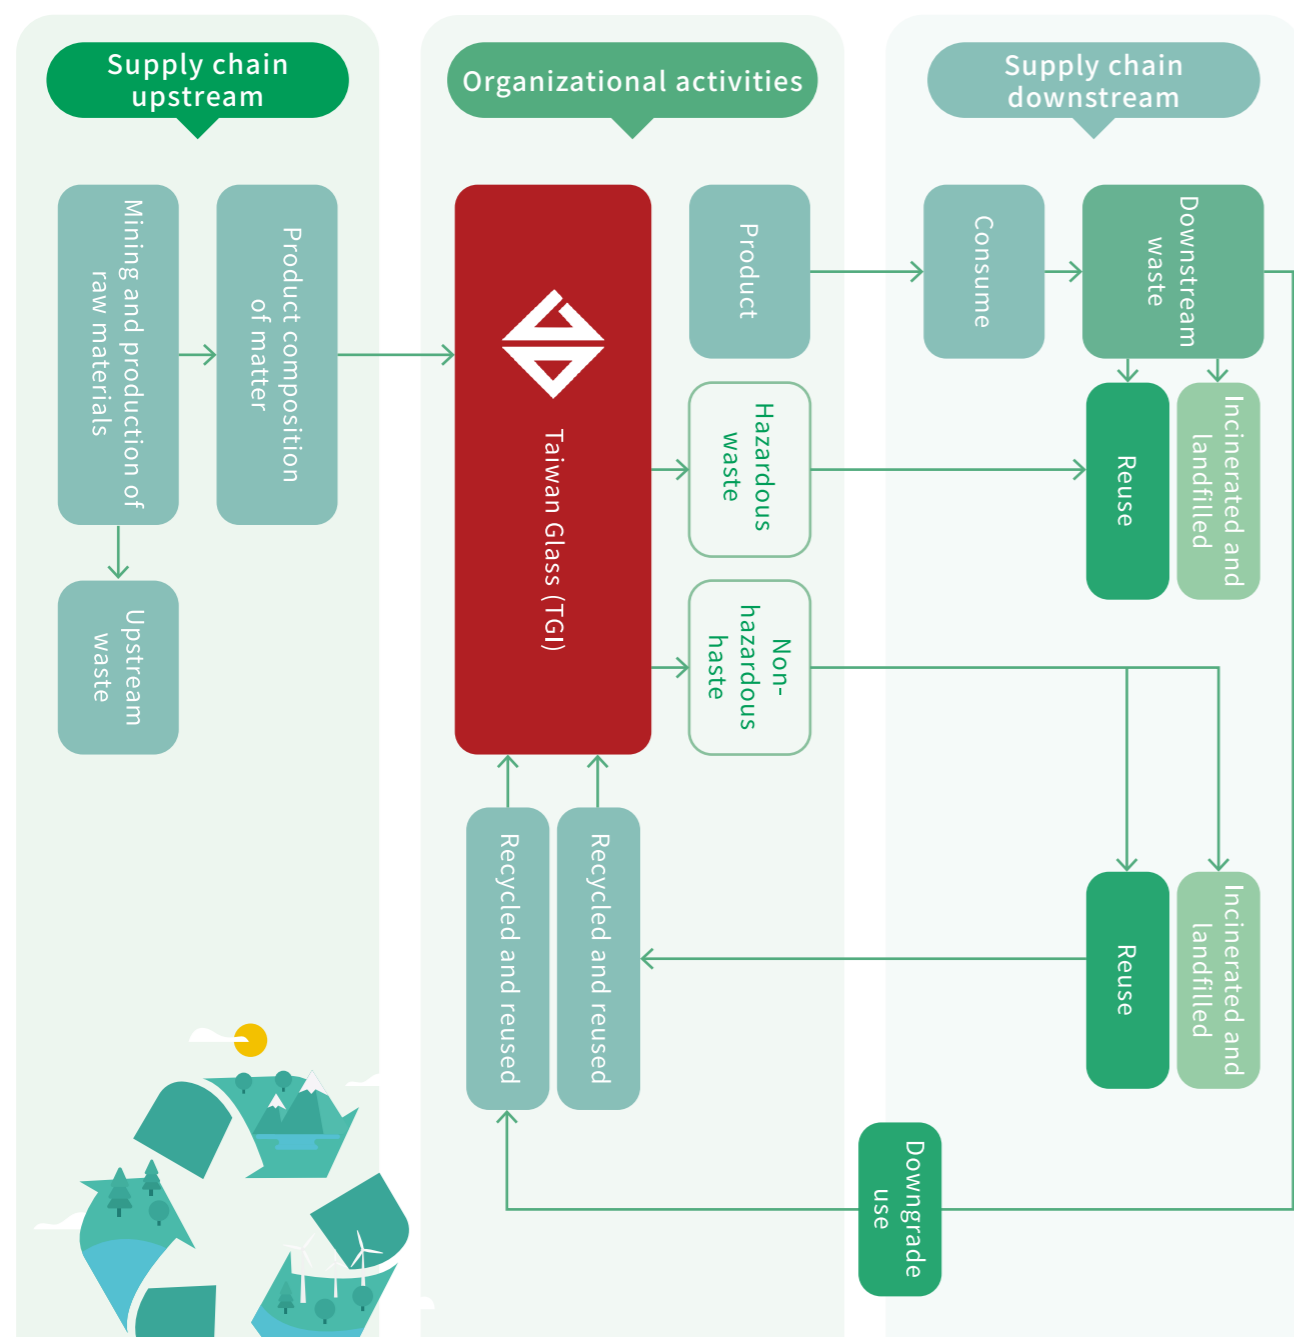 Supply chain
upstream
Organizational activities
Supply chain
downstream
Mining and production of
raw materials
Product composition
of matter
Upstream
waste
Taiwan Glass (TGI)
Product
Hazardous
waste
Non-
hazardous
haste
Recycled and reused
Recycled and reused
Consume
Downstream
waste
Reuse
Incinerated and
landfilled
Reuse
Incinerated and
landfilled
Downgrade
use